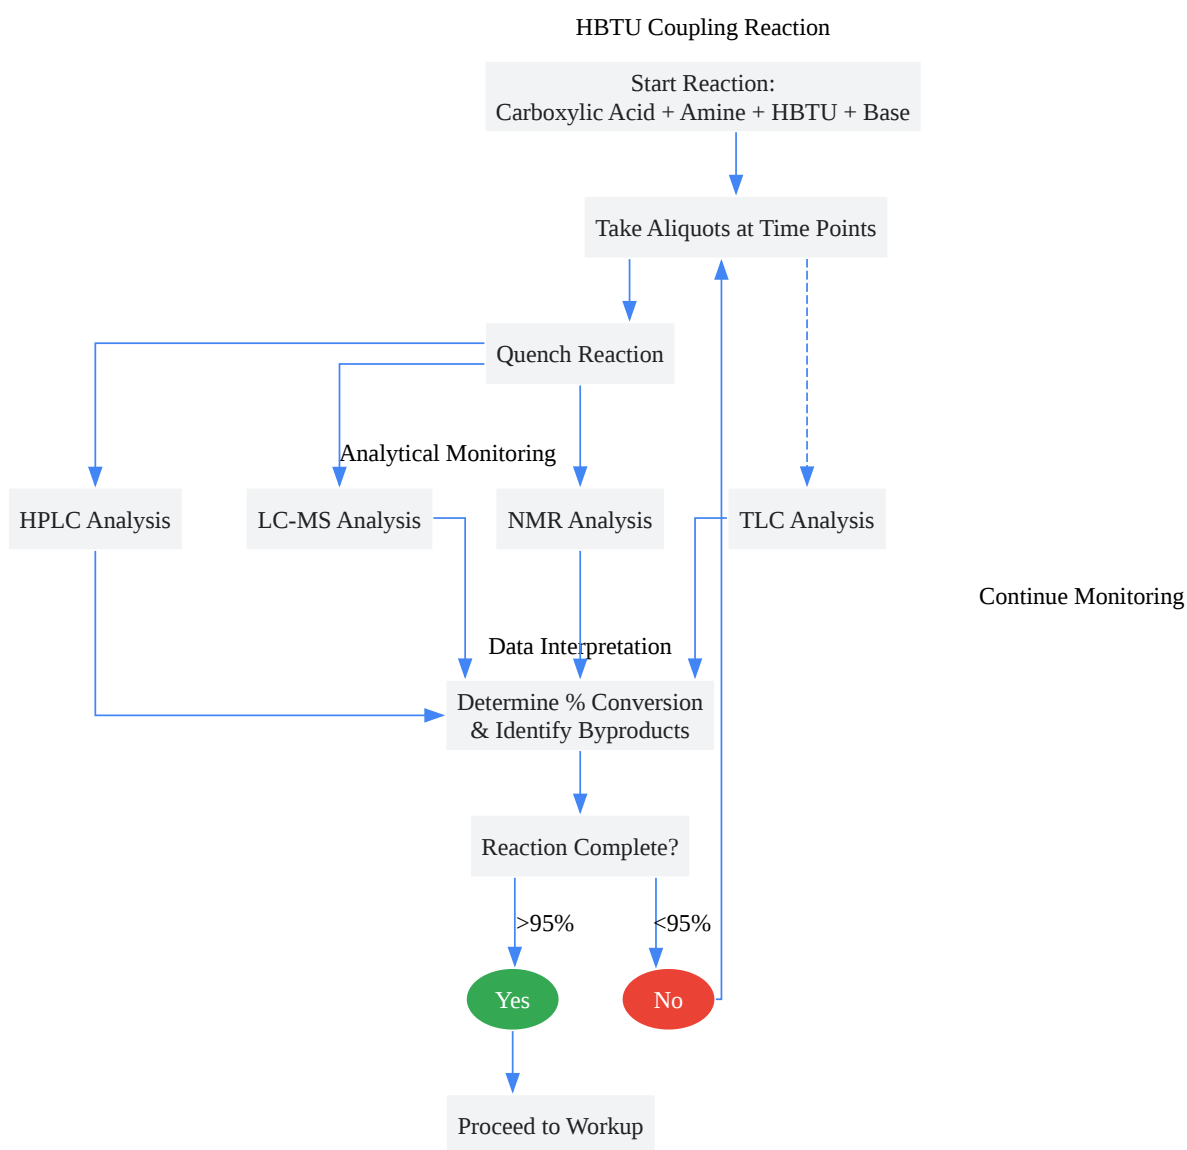 HBTU Coupling Reaction
Start Reaction:
Carboxylic Acid + Amine + HBTU + Base
Take Aliquots at Time Points
Quench Reaction
Analytical Monitoring
HPLC Analysis
LC-MS Analysis
NMR Analysis
TLC Analysis
Continue Monitoring
Data Interpretation
Determine % Conversion
& Identify Byproducts
Reaction Complete?
>95%
<95%
Yes
No
Proceed to Workup